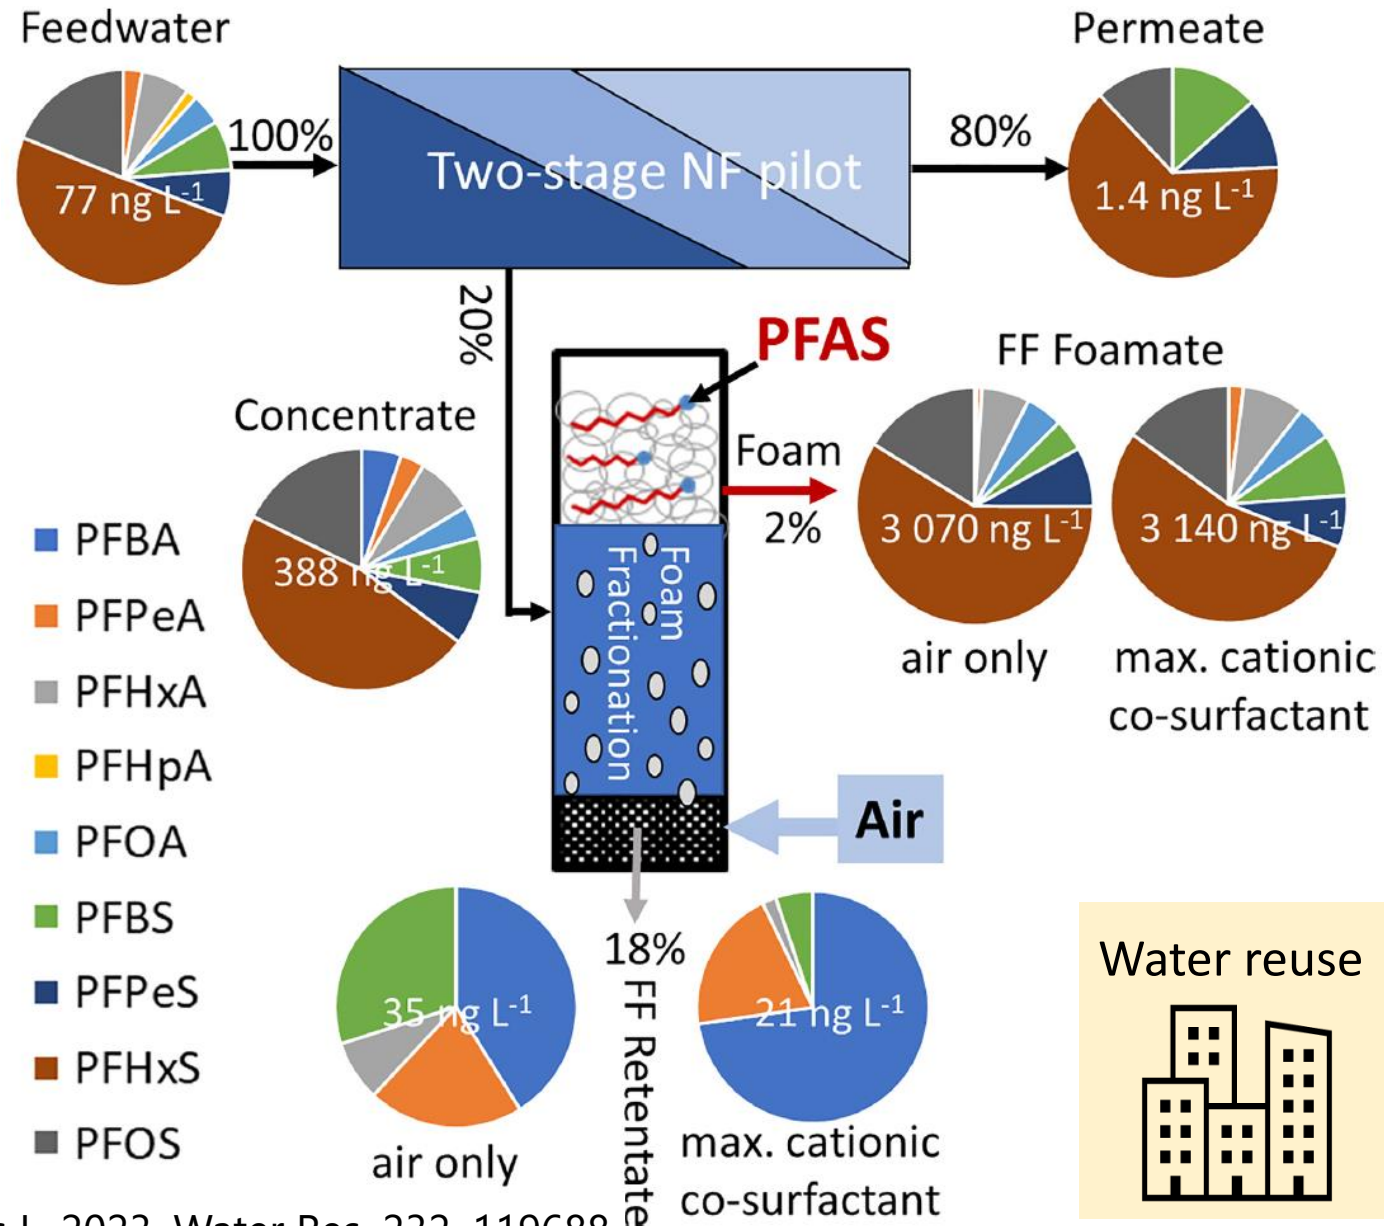 Feedwater
Permeate
77 ng L-1
100%
Two-stage NF pilot
80%
1.4 ng L-1
20%
PFAS
FF Foamate
Concentrate
388 ng L-1
Foam
2%
3 070 ng L-1
3 140 ng L-1
air only
max. cationic
co-surfactant
Foam
Fractionation
PFBA
PFPeA
PFHxA
PFHpA
PFOA
PFBS
PFPeS
PFHxS
PFOS
Air
18%
FF Retentate
35 ng L-1
air only
21 ng L-1
max. cationic
co-surfactant
Water reuse
L. 2023, Water Res. 232, 119688